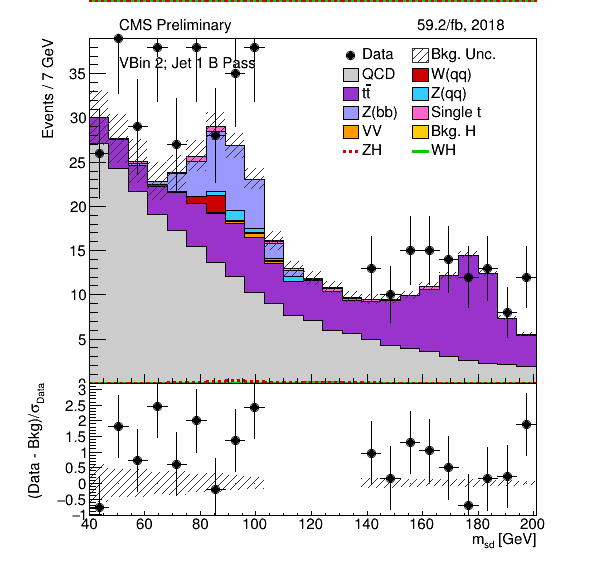 CMS Preliminary 59.2/fb, 2018
VBin 2; Jet 1 B Pass
Events / 7 GeV
35
30
25
20
15
10
5
Data Bkg. Unc.
QCD W(qq)
tt̄ Z(qq)
Z(bb) Single t
VV Bkg. H
ZH WH
(Data - Bkg)/σData
3
2.5
2
1.5
1
0.5
0
−0.5
−1
40 60 80 100 120 140 160 180 200
msd [GeV]